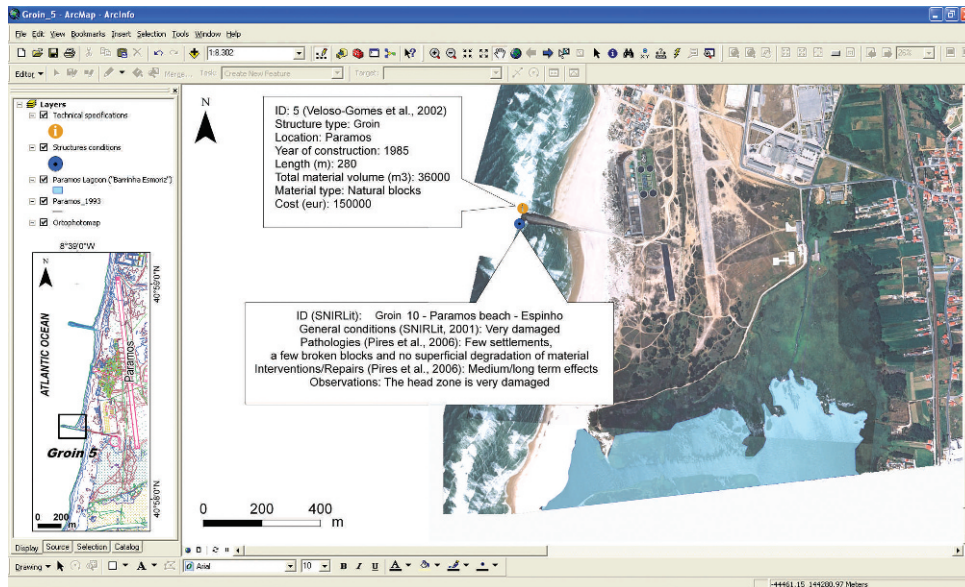 Groin_5 - ArcMap - ArcInfo
File Edit View Bookmarks Insert Selection Tools Window Help
1:8.302
26%
Editor
Merge...
Task: Create New Feature
Target:
Layers
Technical specifications
Structures conditions
Paramos Lagoon ("Barrinha Esmoriz")
Paramos_1993
Ortophotomap
8°39'0"W
N
40°59'0"N
ATLANTIC OCEAN
Paramos
Groin 5
40°58'0"N
0 200
m
Display Source Selection Catalog
N
ID: 5 (Veloso-Gomes et al., 2002)
Structure type: Groin
Location: Paramos
Year of construction: 1985
Length (m): 280
Total material volume (m3): 36000
Material type: Natural blocks
Cost (eur): 150000
ID (SNIRLit): Groin 10 - Paramos beach - Espinho
General conditions (SNIRLit, 2001): Very damaged
Pathologies (Pires et al., 2006): Few settlements,
a few broken blocks and no superficial degradation of material
Interventions/Repairs (Pires et al., 2006): Medium/long term effects
Observations: The head zone is very damaged
0 200 400
m
Drawing
A
Arial
10
B I U A
-44461.15 144280.97 Meters